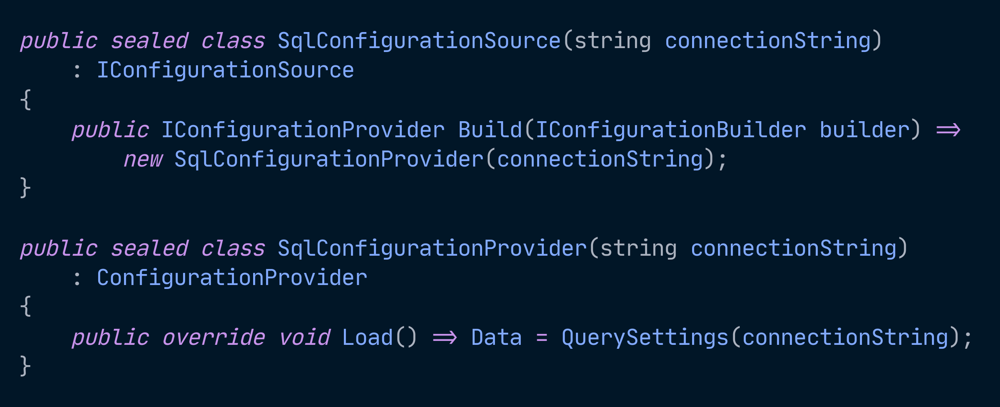 public sealed class SqlConfigurationSource(string connectionString)
    : IConfigurationSource
{
    public IConfigurationProvider Build(IConfigurationBuilder builder) =>
        new SqlConfigurationProvider(connectionString);
}

public sealed class SqlConfigurationProvider(string connectionString)
    : ConfigurationProvider
{
    public override void Load() => Data = QuerySettings(connectionString);
}